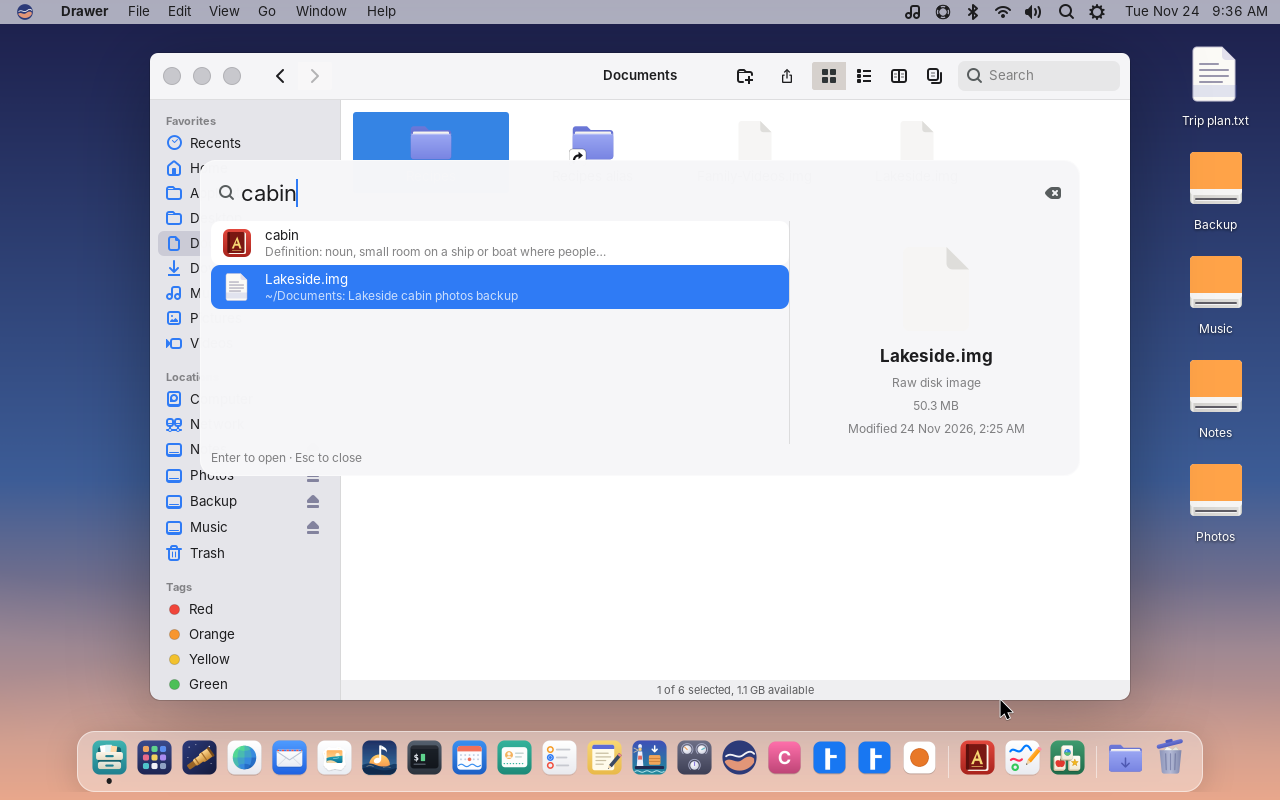 Drawer File Edit View Go Window Help
Tue Nov 24 9:36 AM
Documents
Search
Favorites
Recents
Locati
Photos
Backup
Music
Trash
Tags
Red
Orange
Yellow
Green
cabin
cabin
Definition: noun, small room on a ship or boat where people...
Lakeside.img
~/Documents: Lakeside cabin photos backup
Enter to open · Esc to close
Lakeside.img
Raw disk image
50.3 MB
Modified 24 Nov 2026, 2:25 AM
1 of 6 selected, 1.1 GB available
Trip plan.txt
Backup
Music
Notes
Photos